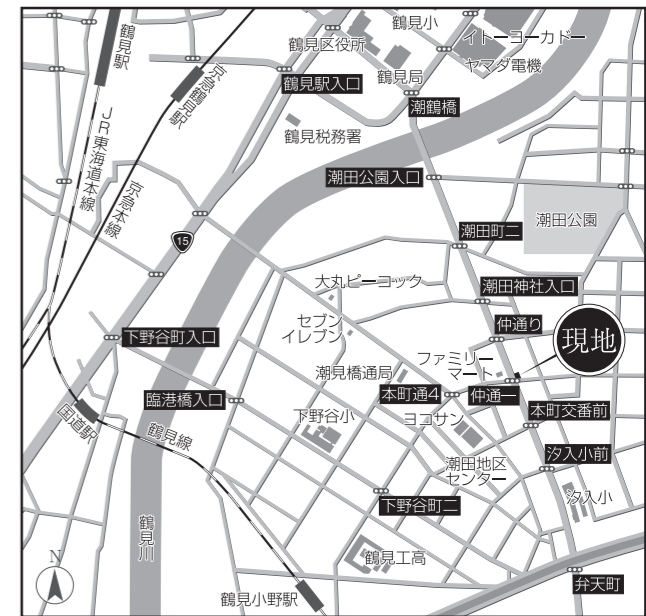 鶴見駅
京急鶴見駅
JR東海道本線
京急本線
鶴見小
鶴見区役所
鶴見局
イトーヨーカドー
ヤマダ電機
鶴見駅入口
潮鶴橋
鶴見税務署
潮田公園入口
潮田公園
15
潮田町二
大丸ピーコック
潮田神社入口
セブン
イレブン
仲通り
現地
下野谷町入口
ファミリー
マート
潮見橋通局
臨港橋入口
本町通4
仲通一
本町交番前
下野谷小
ヨコサン
国道駅
鶴見線
汐入小前
潮田地区
センター
下野谷町二
汐入小
鶴見川
鶴見工高
N
鶴見小野駅
弁天町